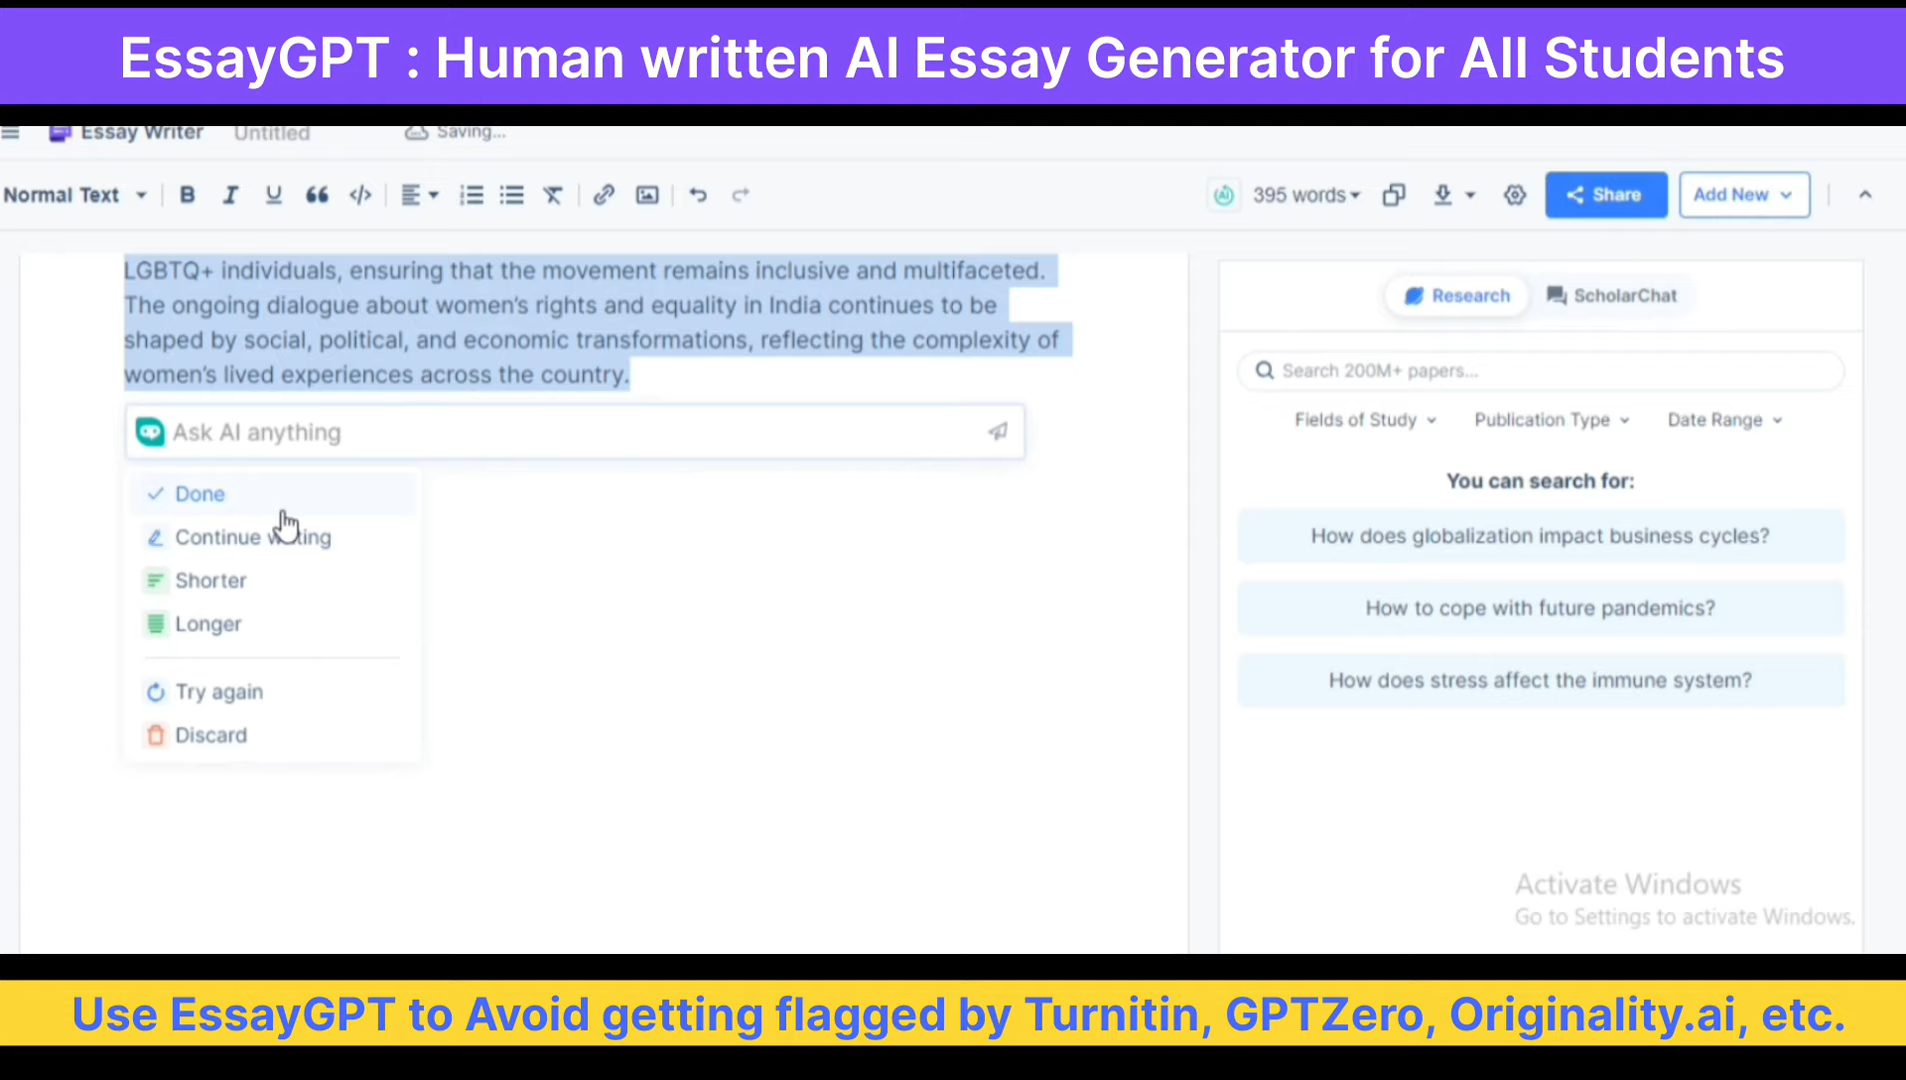 EssayGPT : Human written AI Essay Generator for All Students
Essay Writer Untitled Saving...
Normal Text B I U 395 words Share Add New
LGBTQ+ individuals, ensuring that the movement remains inclusive and multifaceted.
The ongoing dialogue about women's rights and equality in India continues to be
shaped by social, political, and economic transformations, reflecting the complexity of
women's lived experiences across the country.
Ask AI anything
Done
Continue writing
Shorter
Longer
Try again
Discard
Research ScholarChat
Search 200M+ papers...
Fields of Study Publication Type Date Range
You can search for:
How does globalization impact business cycles?
How to cope with future pandemics?
How does stress affect the immune system?
Activate Windows
Go to Settings to activate Windows.
Use EssayGPT to Avoid getting flagged by Turnitin, GPTZero, Originality.ai, etc.